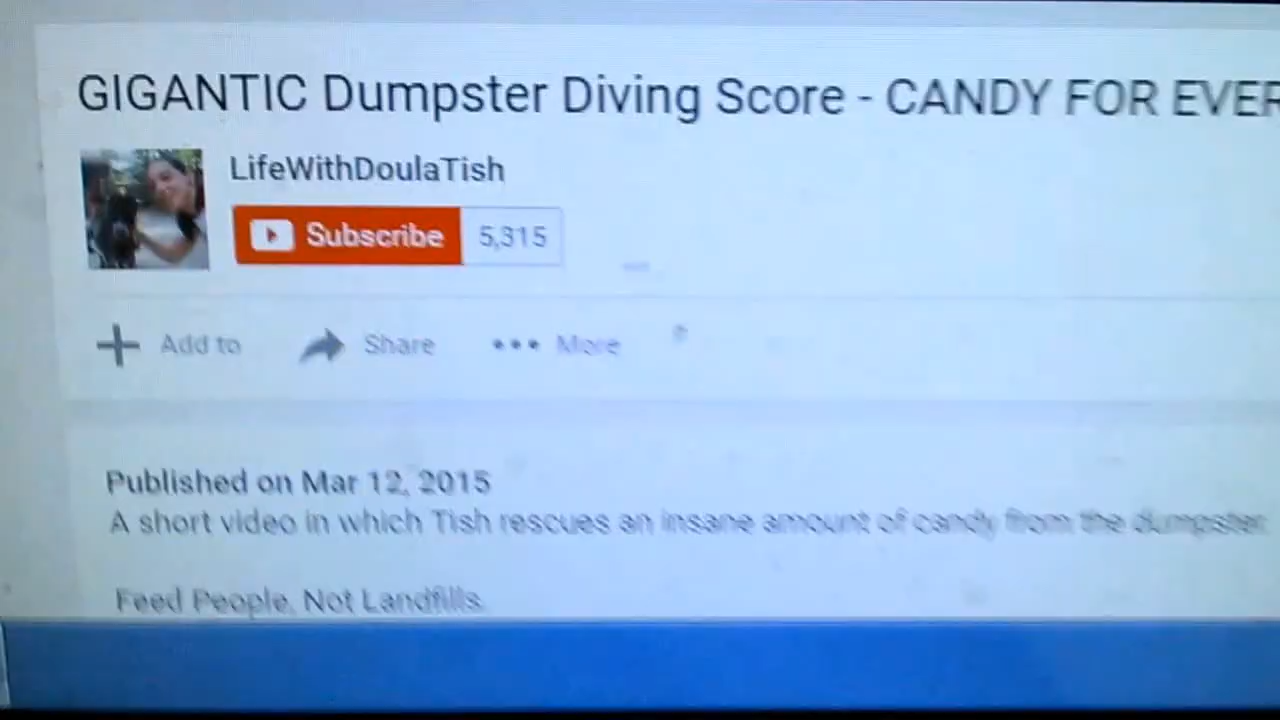 GIGANTIC Dumpster Diving Score - CANDY FOR EVER
LifeWithDoulaTish
Subscribe 5,315
Add to Share More
Published on Mar 12, 2015
A short video in which Tish rescues an insane amount of candy from the dumpster.
Feed People, Not Landfills.